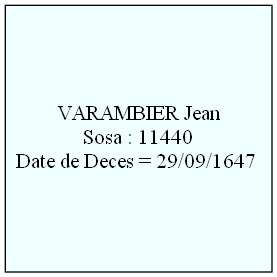 VARAMBIER Jean
Sosa : 11440
Date de Deces = 29/09/1647